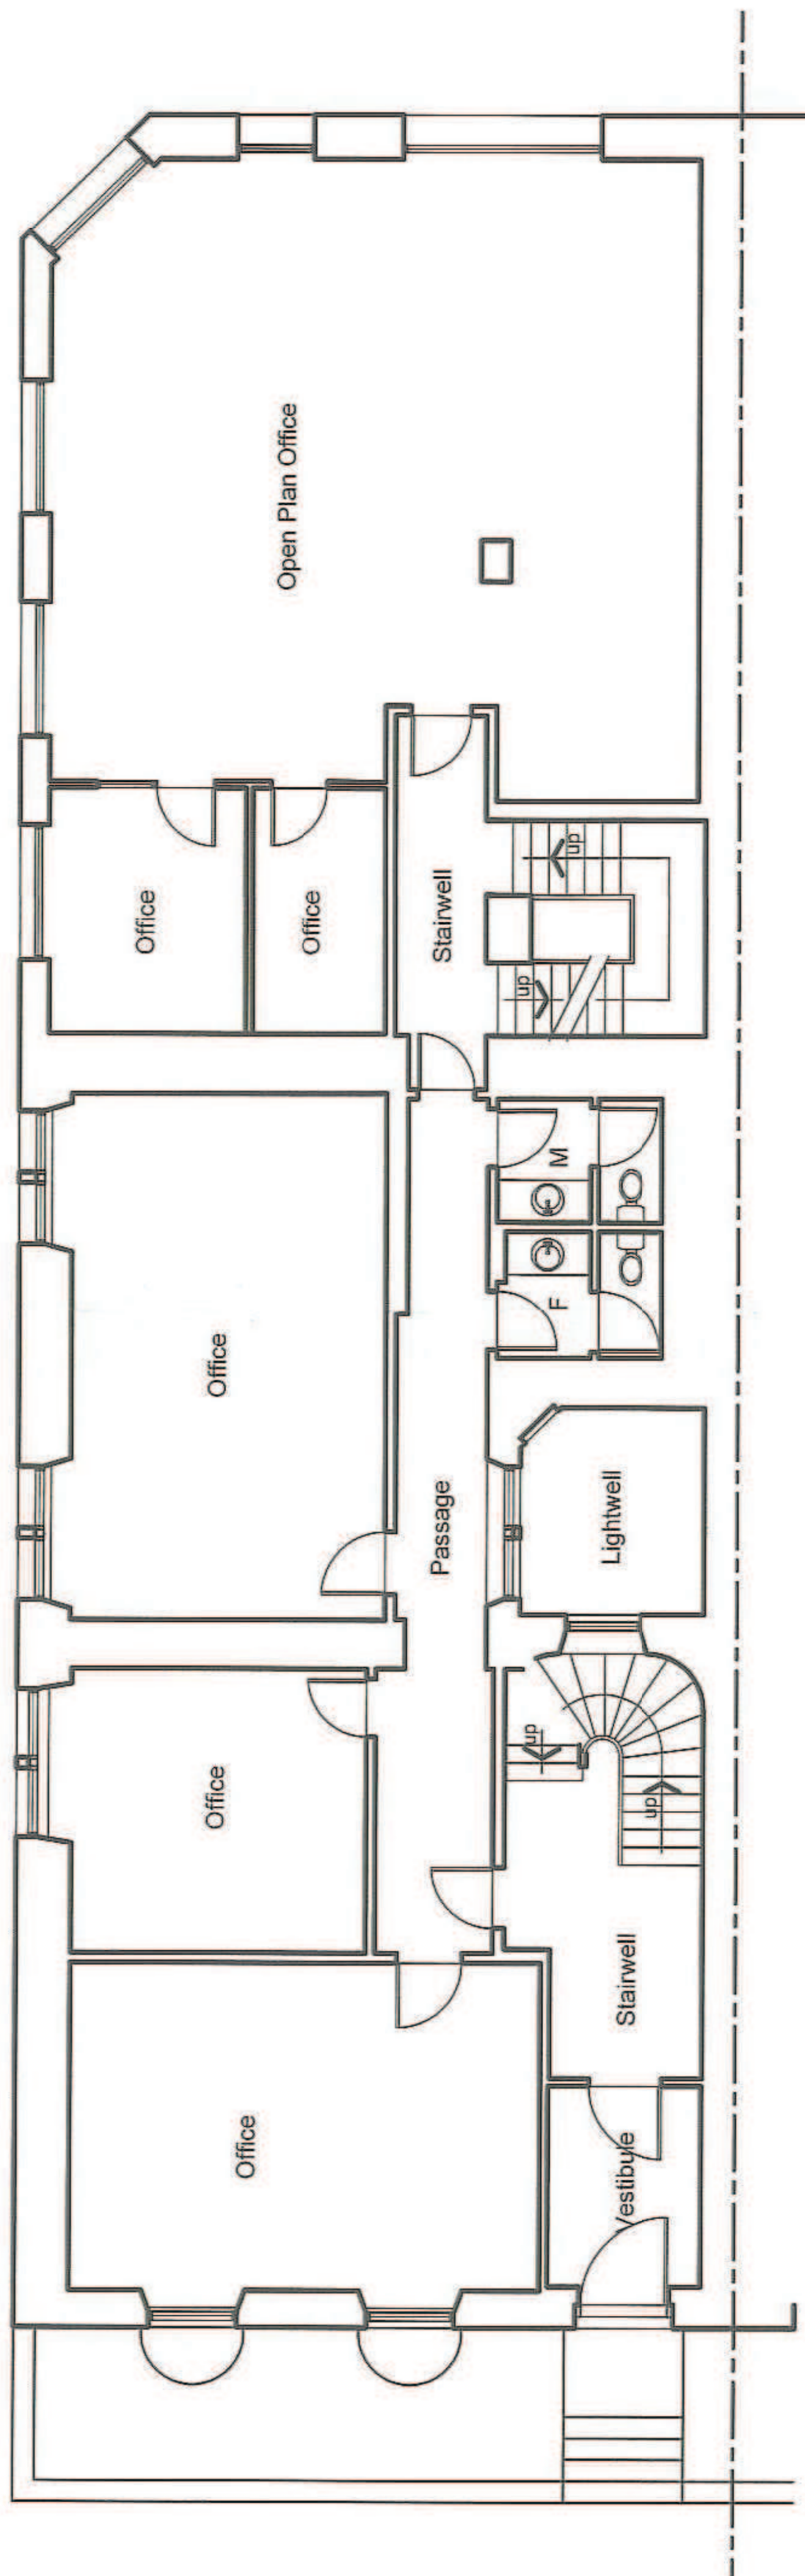 Open Plan Office
Office
Office
Stairwell
up
up
M
F
Office
Passage
Lightwell
Office
up
up
Stairwell
Office
Vestibule